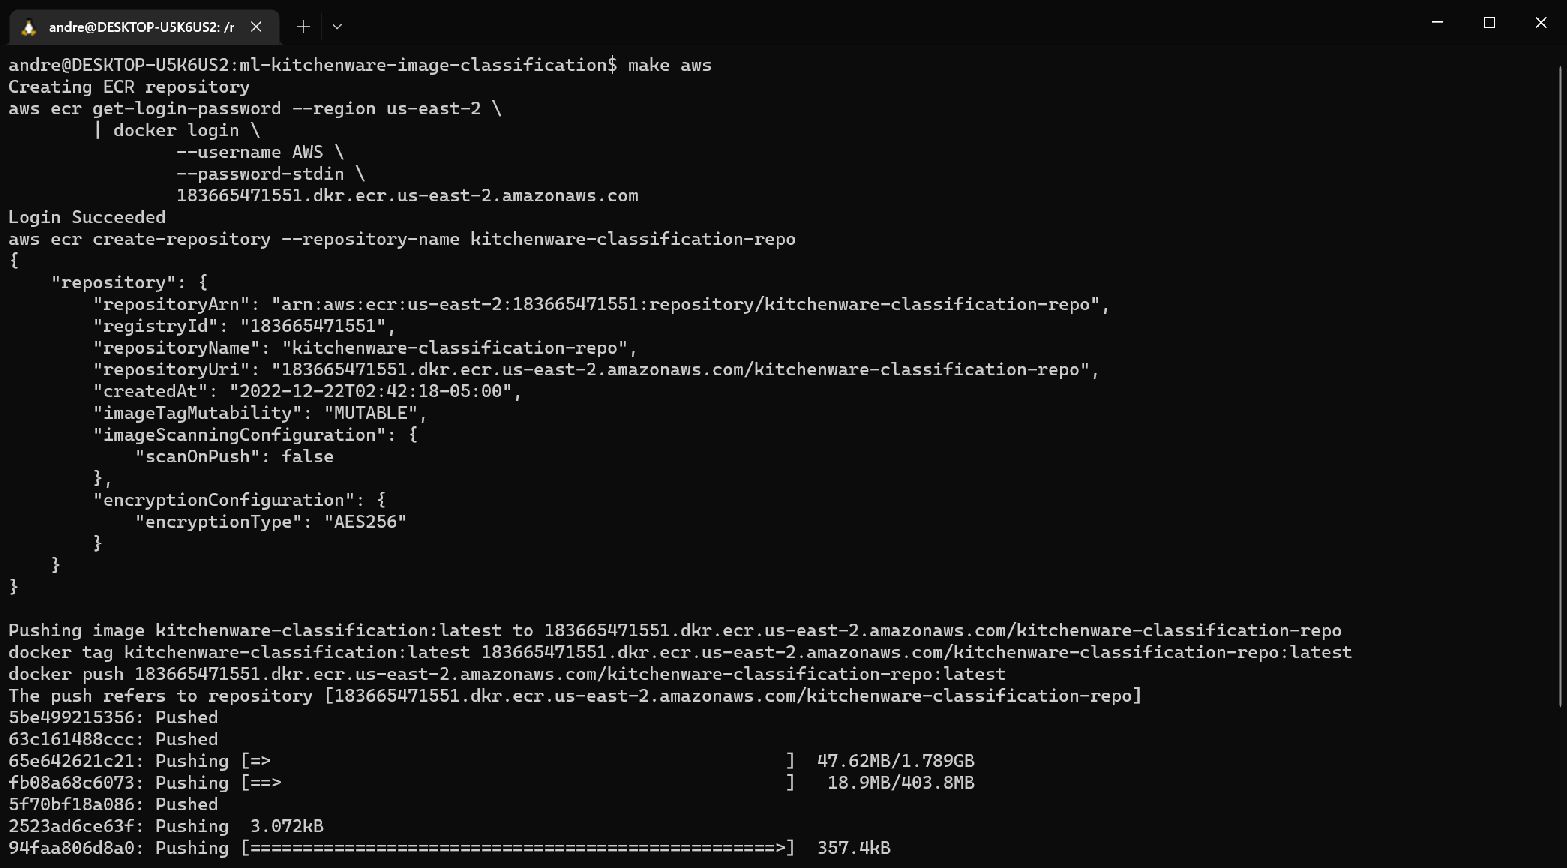 andre@DESKTOP-U5K6US2: /r
andre@DESKTOP-U5K6US2:ml-kitchenware-image-classification$ make aws
Creating ECR repository
aws ecr get-login-password --region us-east-2 \
        | docker login \
                --username AWS \
                --password-stdin \
                183665471551.dkr.ecr.us-east-2.amazonaws.com
Login Succeeded
aws ecr create-repository --repository-name kitchenware-classification-repo
{
    "repository": {
        "repositoryArn": "arn:aws:ecr:us-east-2:183665471551:repository/kitchenware-classification-repo",
        "registryId": "183665471551",
        "repositoryName": "kitchenware-classification-repo",
        "repositoryUri": "183665471551.dkr.ecr.us-east-2.amazonaws.com/kitchenware-classification-repo",
        "createdAt": "2022-12-22T02:42:18-05:00",
        "imageTagMutability": "MUTABLE",
        "imageScanningConfiguration": {
            "scanOnPush": false
        },
        "encryptionConfiguration": {
            "encryptionType": "AES256"
        }
    }
}
Pushing image kitchenware-classification:latest to 183665471551.dkr.ecr.us-east-2.amazonaws.com/kitchenware-classification-repo
docker tag kitchenware-classification:latest 183665471551.dkr.ecr.us-east-2.amazonaws.com/kitchenware-classification-repo:latest
docker push 183665471551.dkr.ecr.us-east-2.amazonaws.com/kitchenware-classification-repo:latest
The push refers to repository [183665471551.dkr.ecr.us-east-2.amazonaws.com/kitchenware-classification-repo]
5be499215356: Pushed
63c161488ccc: Pushed
65e642621c21: Pushing [=>                                                 ]  47.62MB/1.789GB
fb08a68c6073: Pushing [==>                                                ]   18.9MB/403.8MB
5f70bf18a086: Pushed
2523ad6ce63f: Pushing  3.072kB
94faa806d8a0: Pushing [==================================================>]  357.4kB